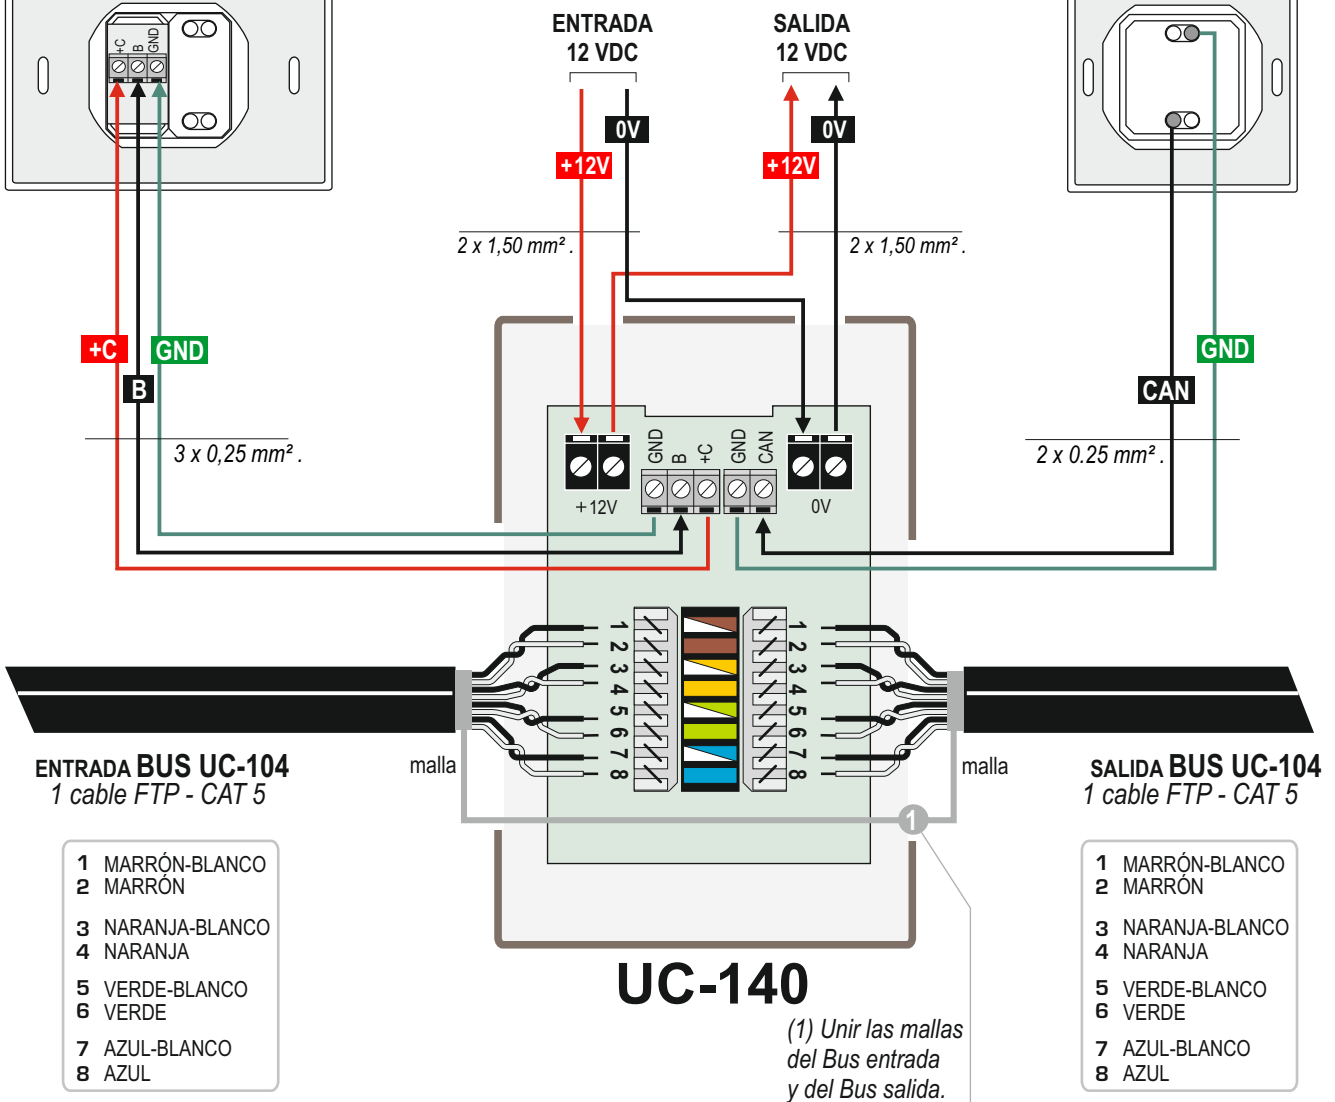 ENTRADA
12 VDC
SALIDA
12 VDC
+C
B
GND
0V
0V
+12V
+12V
2 x 1,50 mm² .
2 x 1,50 mm² .
+C
GND
B
GND
CAN
3 x 0,25 mm² .
2 x 0.25 mm² .
GND
B
+C
GND
CAN
+12V
0V
1
2
3
4
5
6
7
8
1
2
3
4
5
6
7
8
malla
malla
ENTRADA BUS UC-104
1 cable FTP - CAT 5
SALIDA BUS UC-104
1 cable FTP - CAT 5
1
1 MARRÓN-BLANCO
2 MARRÓN
3 NARANJA-BLANCO
4 NARANJA
5 VERDE-BLANCO
6 VERDE
7 AZUL-BLANCO
8 AZUL
UC-140
(1) Unir las mallas
del Bus entrada
y del Bus salida.
1 MARRÓN-BLANCO
2 MARRÓN
3 NARANJA-BLANCO
4 NARANJA
5 VERDE-BLANCO
6 VERDE
7 AZUL-BLANCO
8 AZUL